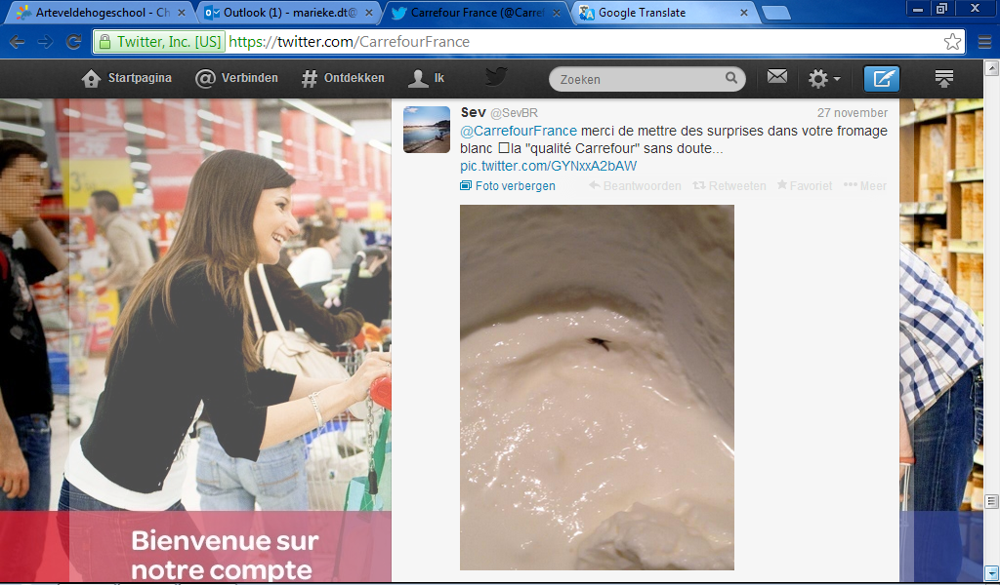 Arteveldehogeschool - Ch
Outlook (1) - marieke.dt@
Carrefour France (@Carref
Google Translate
Twitter, Inc. [US]
https://twitter.com/CarrefourFrance
Startpagina
Verbinden
Ontdekken
Ik
Zoeken
Sev @SevBR
27 november
@CarrefourFrance merci de mettre des surprises dans votre fromage
blanc □la "qualité Carrefour" sans doute...
pic.twitter.com/GYNxxA2bAW
Foto verbergen
Beantwoorden
Retweeten
Favoriet
Meer
Bienvenue sur
notre compte